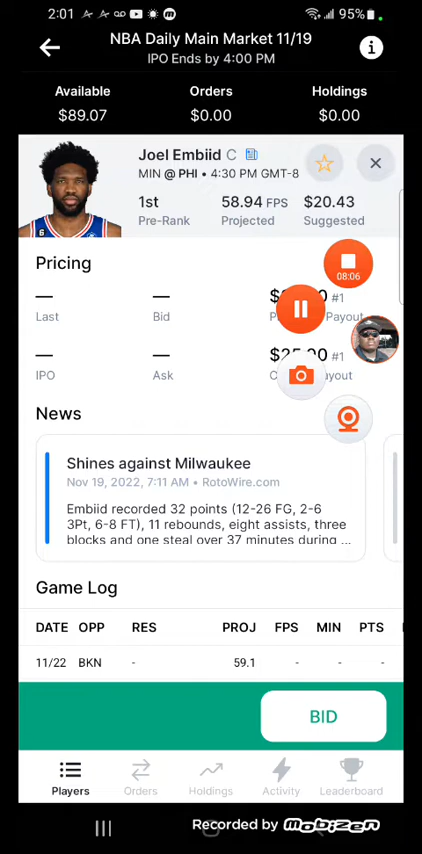 2:01 95%
NBA Daily Main Market 11/19
IPO Ends by 4:00 PM
Available Orders Holdings
$89.07 $0.00 $0.00
Joel Embiid C
MIN @ PHI • 4:30 PM GMT-8
1st 58.94 FPS $20.43
Pre-Rank Projected Suggested
6
Pricing
08:06
— — #1
Last Bid Payout
— — #1
IPO Ask
News
Shines against Milwaukee
Nov 19, 2022, 7:11 AM • RotoWire.com
Embiid recorded 32 points (12-26 FG, 2-6
3Pt, 6-8 FT), 11 rebounds, eight assists, three
blocks and one steal over 37 minutes during ...
Game Log
DATE OPP RES PROJ FPS MIN PTS
11/22 BKN - 59.1 - - -
BID
Players Orders Holdings Activity Leaderboard
Recorded by Mobizen